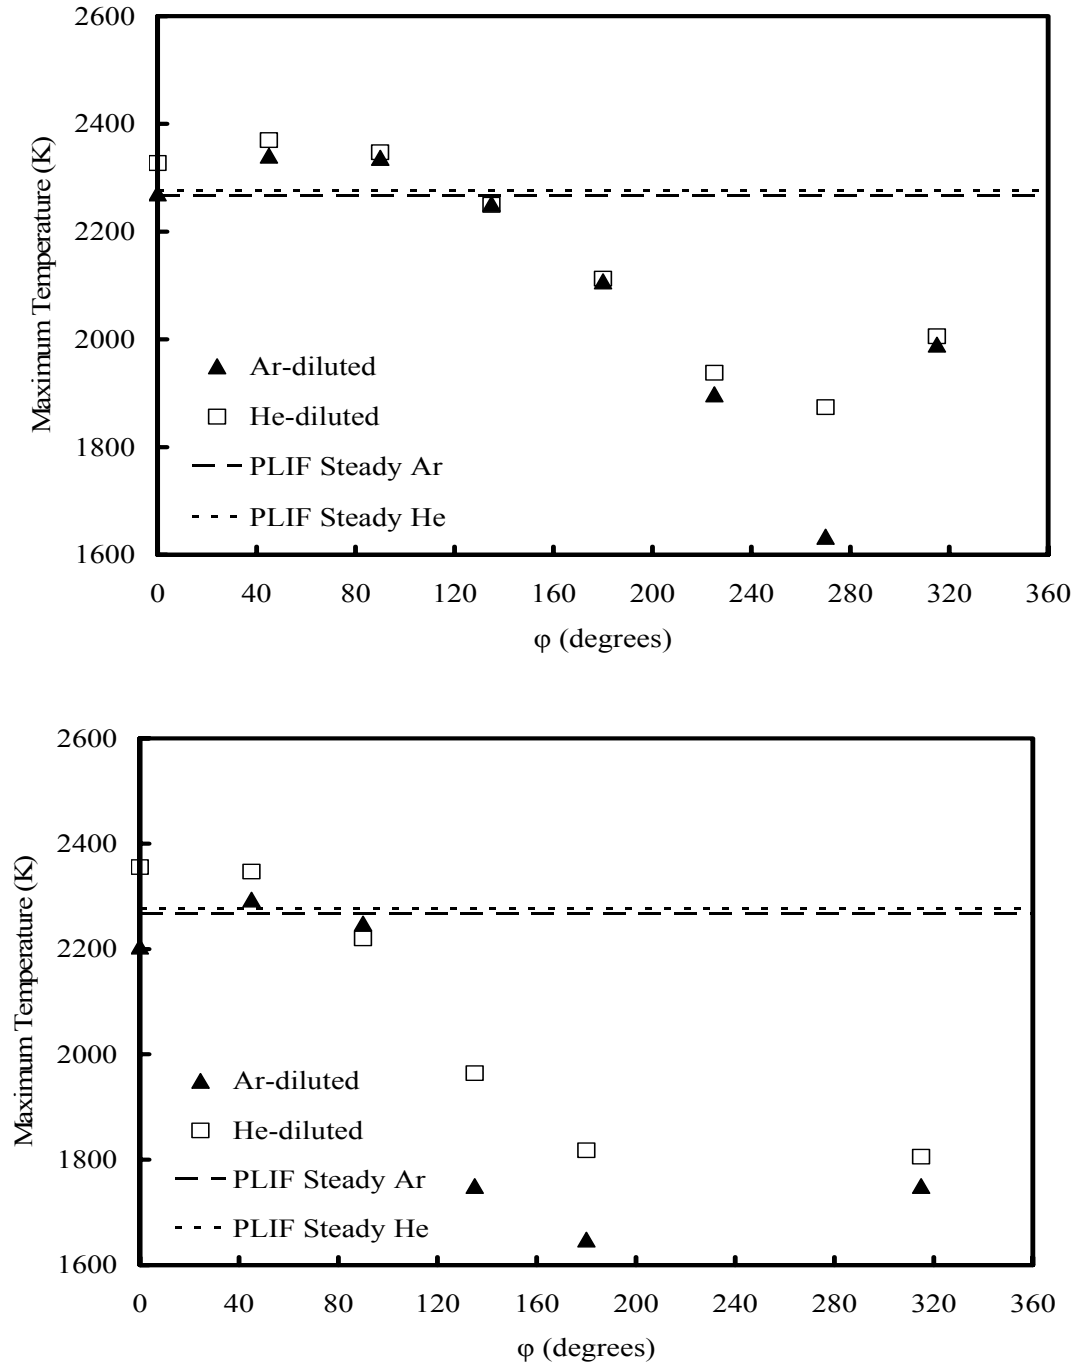 2600
2400
2200
2000
1800
1600
Maximum Temperature (K)
Ar-diluted
He-diluted
PLIF Steady Ar
PLIF Steady He
0 40 80 120 160 200 240 280 320 360
φ (degrees)
2600
2400
2200
2000
1800
1600
Maximum Temperature (K)
Ar-diluted
He-diluted
PLIF Steady Ar
PLIF Steady He
0 40 80 120 160 200 240 280 320 360
φ (degrees)